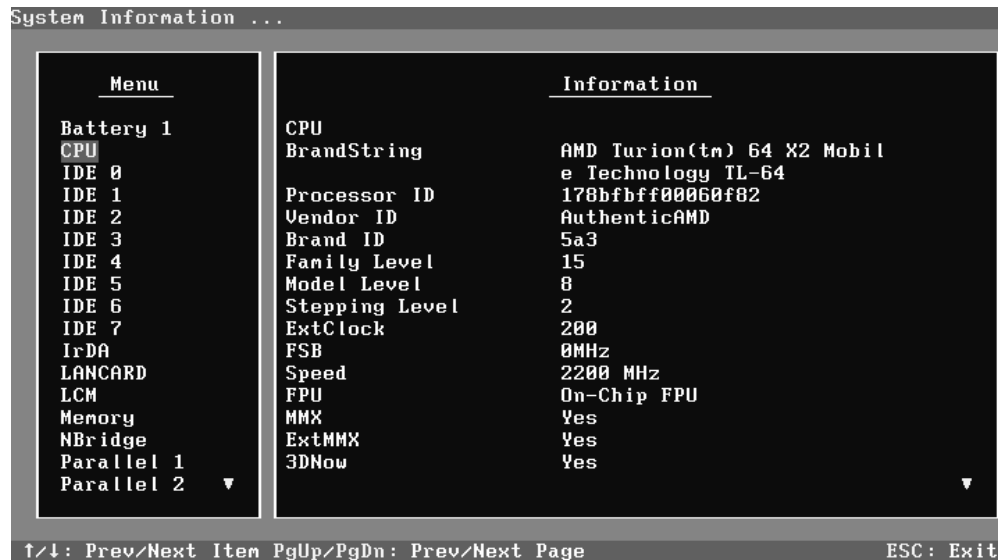 System Information ...
Menu
Battery 1
CPU
IDE 0
IDE 1
IDE 2
IDE 3
IDE 4
IDE 5
IDE 6
IDE 7
IrDA
LANCARD
LCM
Memory
NBridge
Parallel 1
Parallel 2 ▼
Information
CPU
BrandString AMD Turion(tm) 64 X2 Mobil
e Technology TL-64
Processor ID 178bfbff00060f82
Vendor ID AuthenticAMD
Brand ID 5a3
Family Level 15
Model Level 8
Stepping Level 2
ExtClock 200
FSB 0MHz
Speed 2200 MHz
FPU On-Chip FPU
MMX Yes
ExtMMX Yes
3DNow Yes
▼
↑/↓: Prev/Next Item PgUp/PgDn: Prev/Next Page ESC: Exit